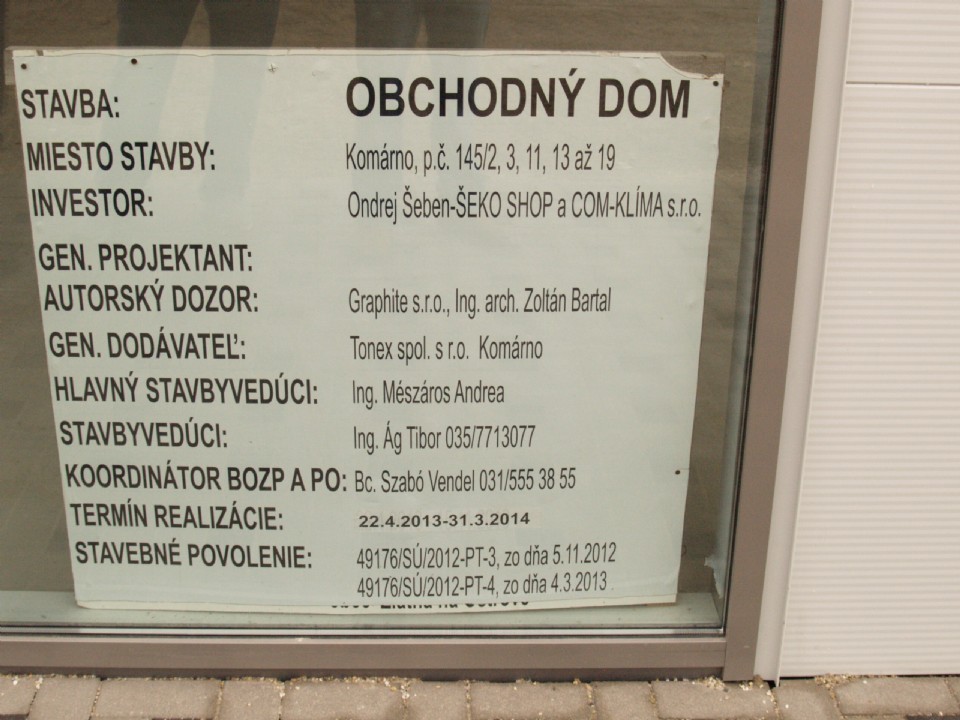 STAVBA: OBCHODNÝ DOM
MIESTO STAVBY: Komárno, p.č. 145/2, 3, 11, 13 až 19
INVESTOR: Ondrej Šeben-ŠEKO SHOP a COM-KLÍMA s.r.o.
GEN. PROJEKTANT:
AUTORSKÝ DOZOR: Graphite s.r.o., Ing. arch. Zoltán Bartal
GEN. DODÁVATEĽ: Tonex spol. s r.o. Komárno
HLAVNÝ STAVBYVEDÚCI: Ing. Mészáros Andrea
STAVBYVEDÚCI: Ing. Ág Tibor 035/7713077
KOORDINÁTOR BOZP A PO: Bc. Szabó Vendel 031/555 38 55
TERMÍN REALIZÁCIE: 22.4.2013-31.3.2014
STAVEBNÉ POVOLENIE: 49176/SÚ/2012-PT-3, zo dňa 5.11.2012
49176/SÚ/2012-PT-4, zo dňa 4.3.2013